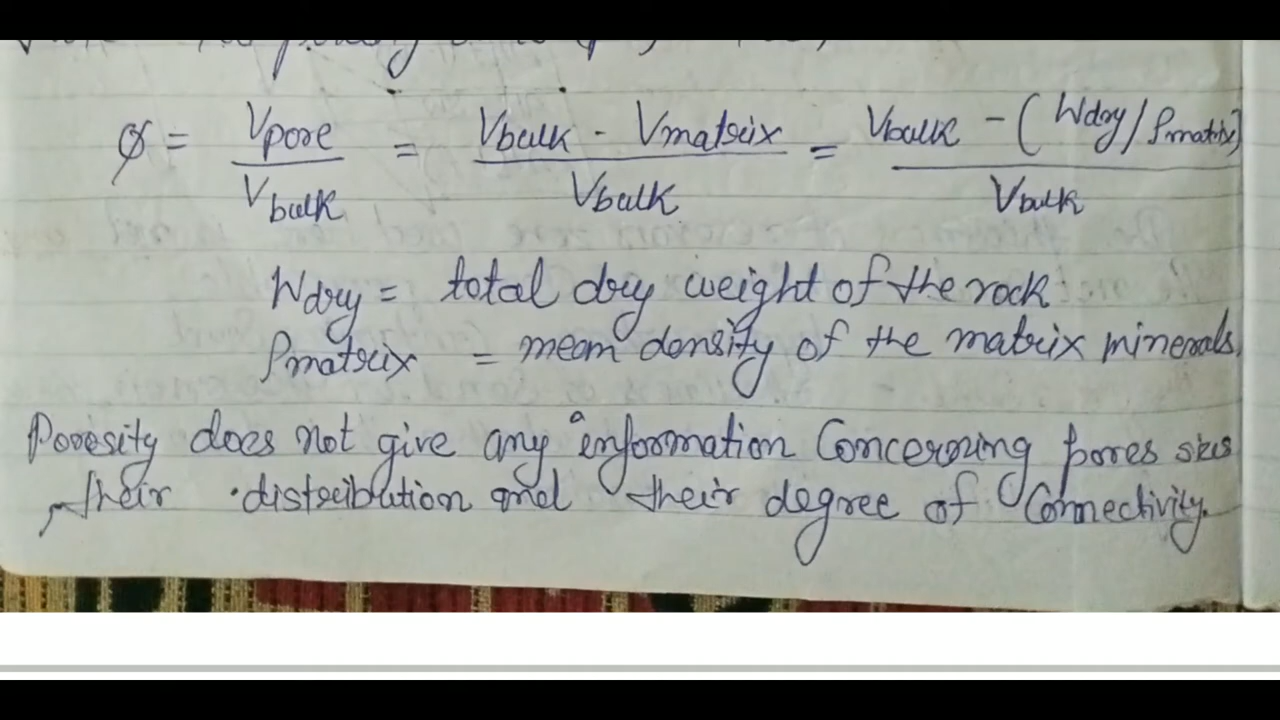 φ = Vpore / Vbulk = Vbulk - Vmatrix / Vbulk = Vbulk - (Wdry/ρmatrix) / Vbulk
Wdry = total dry weight of the rock
ρmatrix = mean density of the matrix minerals.
Porosity does not give any information concerning pores sizes
, their distribution and their degree of connectivity.